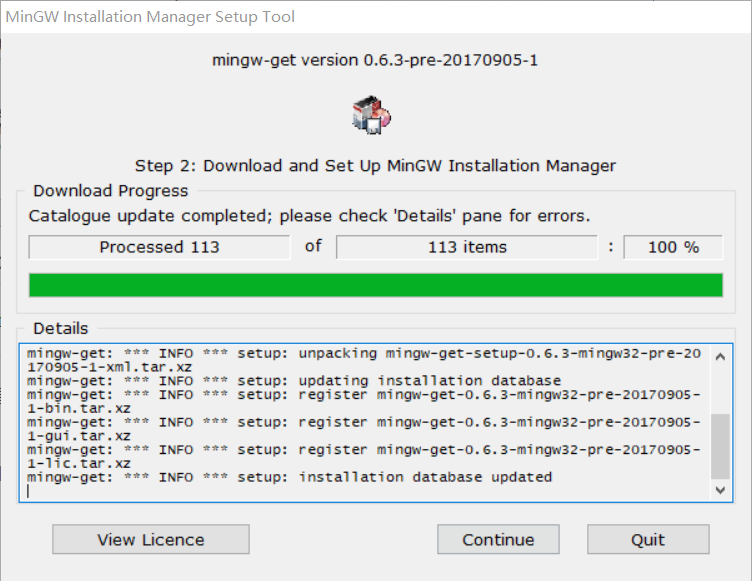 MinGW Installation Manager Setup Tool
mingw-get version 0.6.3-pre-20170905-1
Step 2: Download and Set Up MinGW Installation Manager
Download Progress
Catalogue update completed; please check 'Details' pane for errors.
Processed 113 of 113 items : 100 %
Details
mingw-get: *** INFO *** setup: unpacking mingw-get-setup-0.6.3-mingw32-pre-20
170905-1-xml.tar.xz
mingw-get: *** INFO *** setup: updating installation database
mingw-get: *** INFO *** setup: register mingw-get-0.6.3-mingw32-pre-20170905-
1-bin.tar.xz
mingw-get: *** INFO *** setup: register mingw-get-0.6.3-mingw32-pre-20170905-
1-gui.tar.xz
mingw-get: *** INFO *** setup: register mingw-get-0.6.3-mingw32-pre-20170905-
1-lic.tar.xz
mingw-get: *** INFO *** setup: installation database updated
View Licence Continue Quit